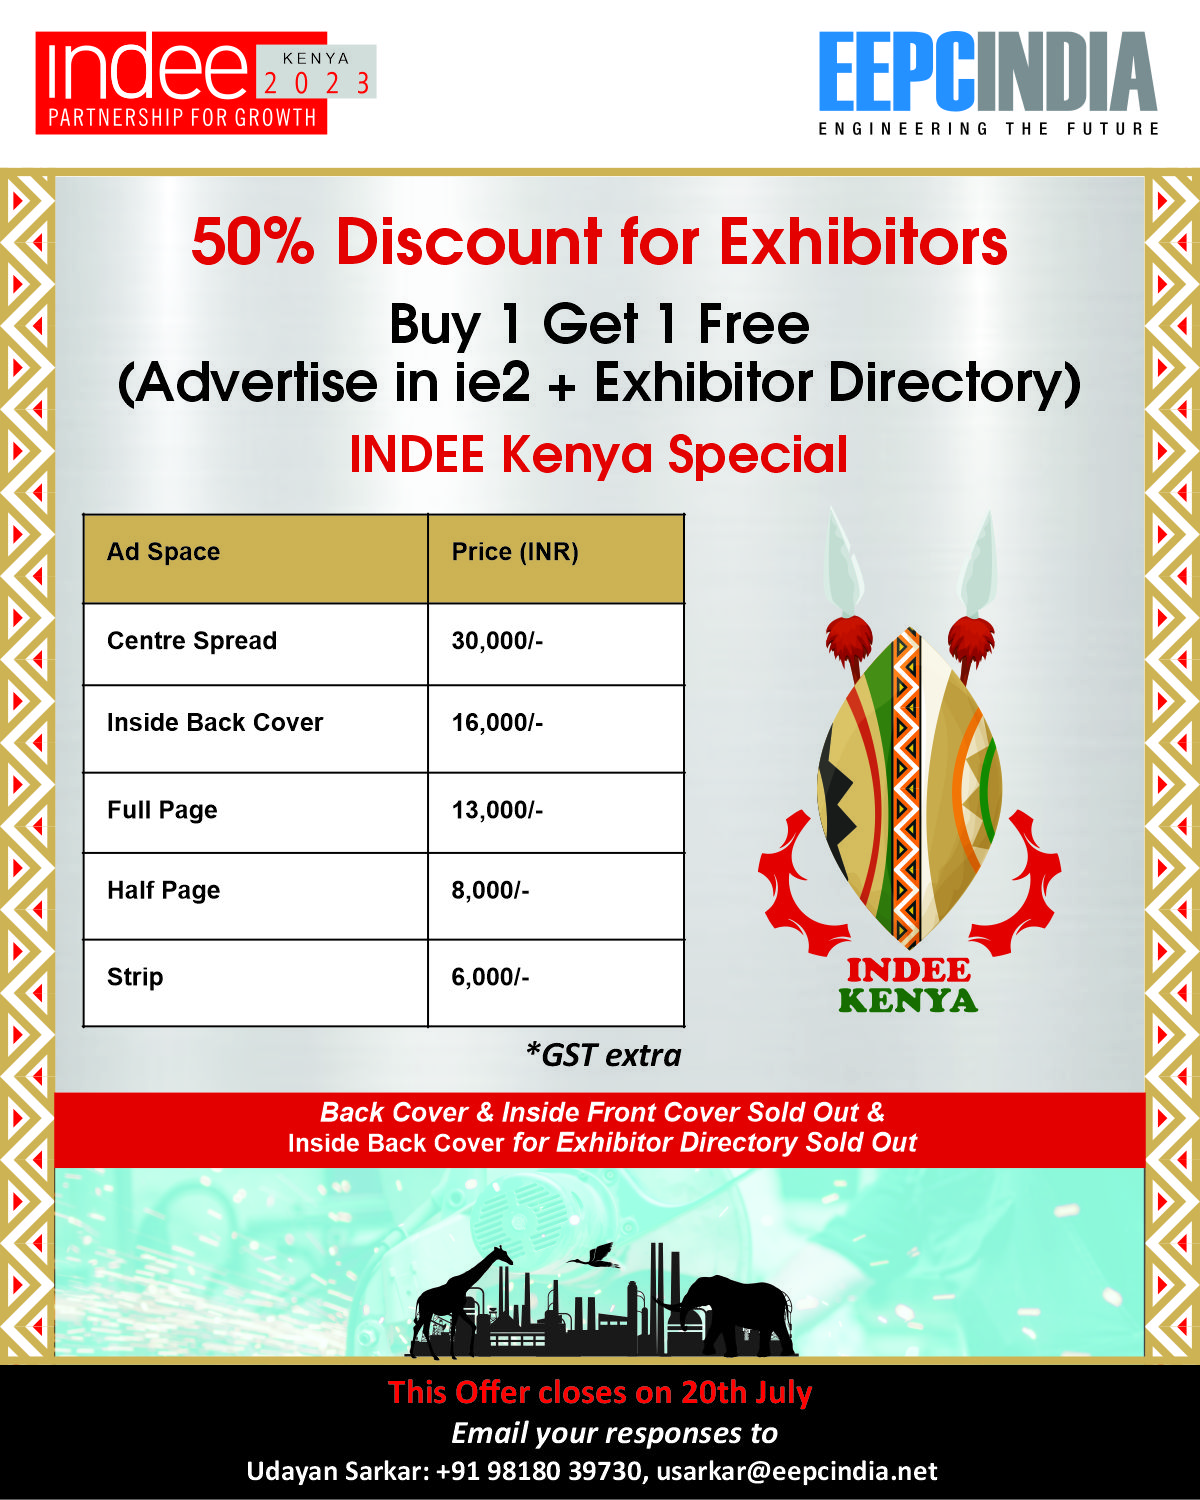 indee
KENYA
2023
PARTNERSHIP FOR GROWTH
EEPCINDIA
ENGINEERING THE FUTURE
50% Discount for Exhibitors
Buy 1 Get 1 Free
(Advertise in ie2 + Exhibitor Directory)
INDEE Kenya Special
Ad Space Price (INR)
Centre Spread 30,000/-
Inside Back Cover 16,000/-
Full Page 13,000/-
Half Page 8,000/-
Strip 6,000/-
INDEE
KENYA
*GST extra
Back Cover & Inside Front Cover Sold Out &
Inside Back Cover for Exhibitor Directory Sold Out
This Offer closes on 20th July
Email your responses to
Udayan Sarkar: +91 98180 39730, usarkar@eepcindia.net